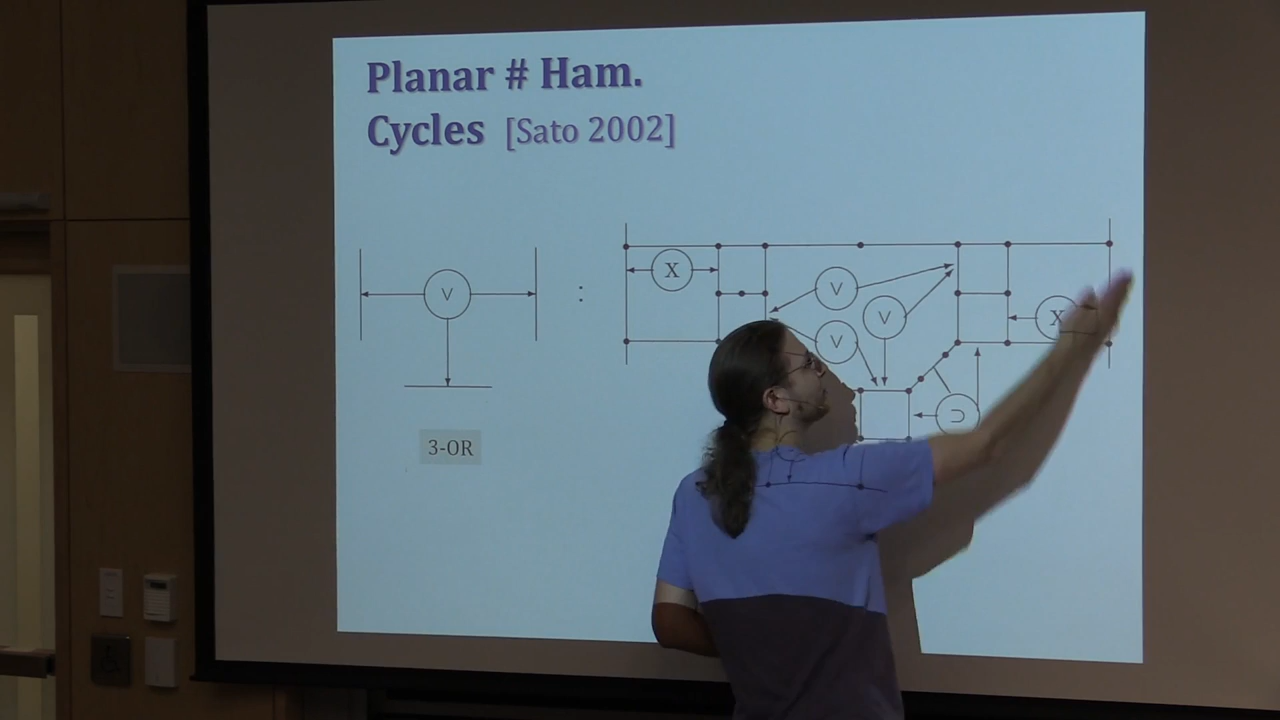 Planar # Ham.
Cycles [Sato 2002]
V
:
X
V
V
V
X
⊃
3-OR